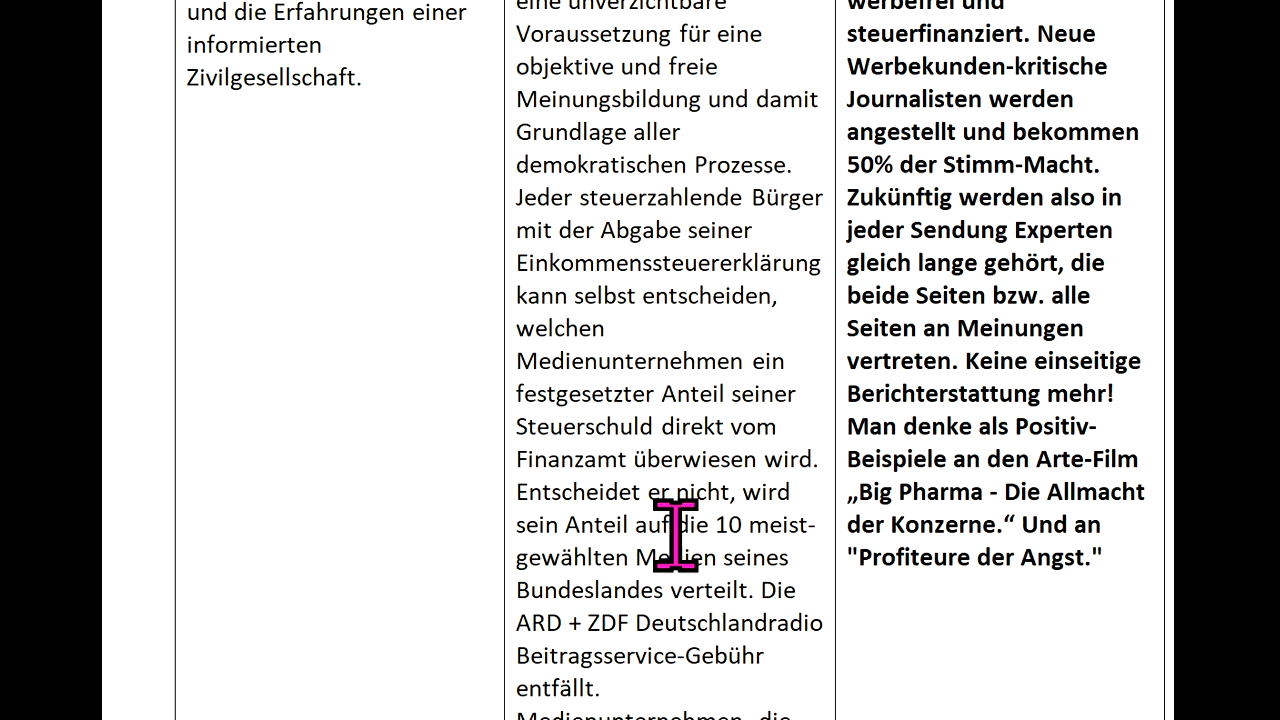 und die Erfahrungen einer
informierten
Zivilgesellschaft.
eine unverzichtbare
Voraussetzung für eine
objektive und freie
Meinungsbildung und damit
Grundlage aller
demokratischen Prozesse.
Jeder steuerzahlende Bürger
mit der Abgabe seiner
Einkommenssteuererklärung
kann selbst entscheiden,
welchen
Medienunternehmen ein
festgesetzter Anteil seiner
Steuerschuld direkt vom
Finanzamt überwiesen wird.
Entscheidet er nicht, wird
sein Anteil auf die 10 meist-
gewählten Medien seines
Bundeslandes verteilt. Die
ARD + ZDF Deutschlandradio
Beitragsservice-Gebühr
entfällt.
Medienunternehmen, die
werbefrei und
steuerfinanziert. Neue
Werbekunden-kritische
Journalisten werden
angestellt und bekommen
50% der Stimm-Macht.
Zukünftig werden also in
jeder Sendung Experten
gleich lange gehört, die
beide Seiten bzw. alle
Seiten an Meinungen
vertreten. Keine einseitige
Berichterstattung mehr!
Man denke als Positiv-
Beispiele an den Arte-Film
„Big Pharma - Die Allmacht
der Konzerne.“ Und an
"Profiteure der Angst."